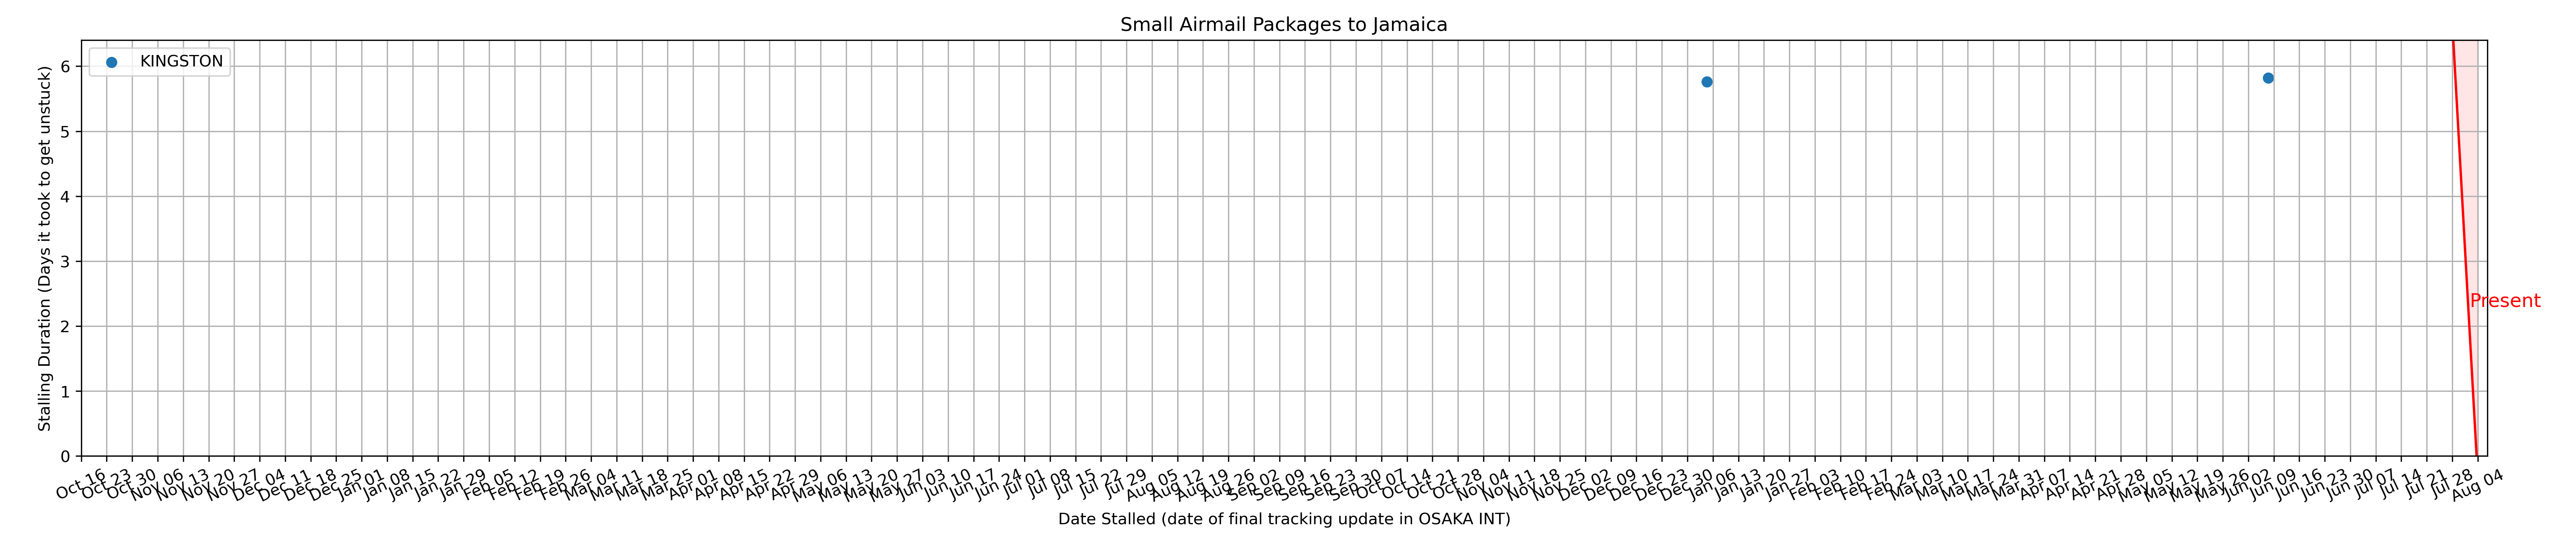 Small Airmail Packages to Jamaica
KINGSTON
Stalling Duration (Days it took to get unstuck)
6
5
4
3
2
1
0
Present
Oct 16
Oct 23
Oct 30
Nov 06
Nov 13
Nov 20
Nov 27
Dec 04
Dec 11
Dec 18
Dec 25
Jan 01
Jan 08
Jan 15
Jan 22
Jan 29
Feb 05
Feb 12
Feb 19
Feb 26
Mar 04
Mar 11
Mar 18
Mar 25
Apr 01
Apr 08
Apr 15
Apr 22
Apr 29
May 06
May 13
May 20
May 27
Jun 03
Jun 10
Jun 17
Jun 24
Jul 01
Jul 08
Jul 15
Jul 22
Jul 29
Aug 05
Aug 12
Aug 19
Aug 26
Sep 02
Sep 09
Sep 16
Sep 23
Sep 30
Oct 07
Oct 14
Oct 21
Oct 28
Nov 04
Nov 11
Nov 18
Nov 25
Dec 02
Dec 09
Dec 16
Dec 23
Dec 30
Jan 06
Jan 13
Jan 20
Jan 27
Feb 03
Feb 10
Feb 17
Feb 24
Mar 03
Mar 10
Mar 17
Mar 24
Mar 31
Apr 07
Apr 14
Apr 21
Apr 28
May 05
May 12
May 19
May 26
Jun 02
Jun 09
Jun 16
Jun 23
Jun 30
Jul 07
Jul 14
Jul 21
Jul 28
Aug 04
Date Stalled (date of final tracking update in OSAKA INT)